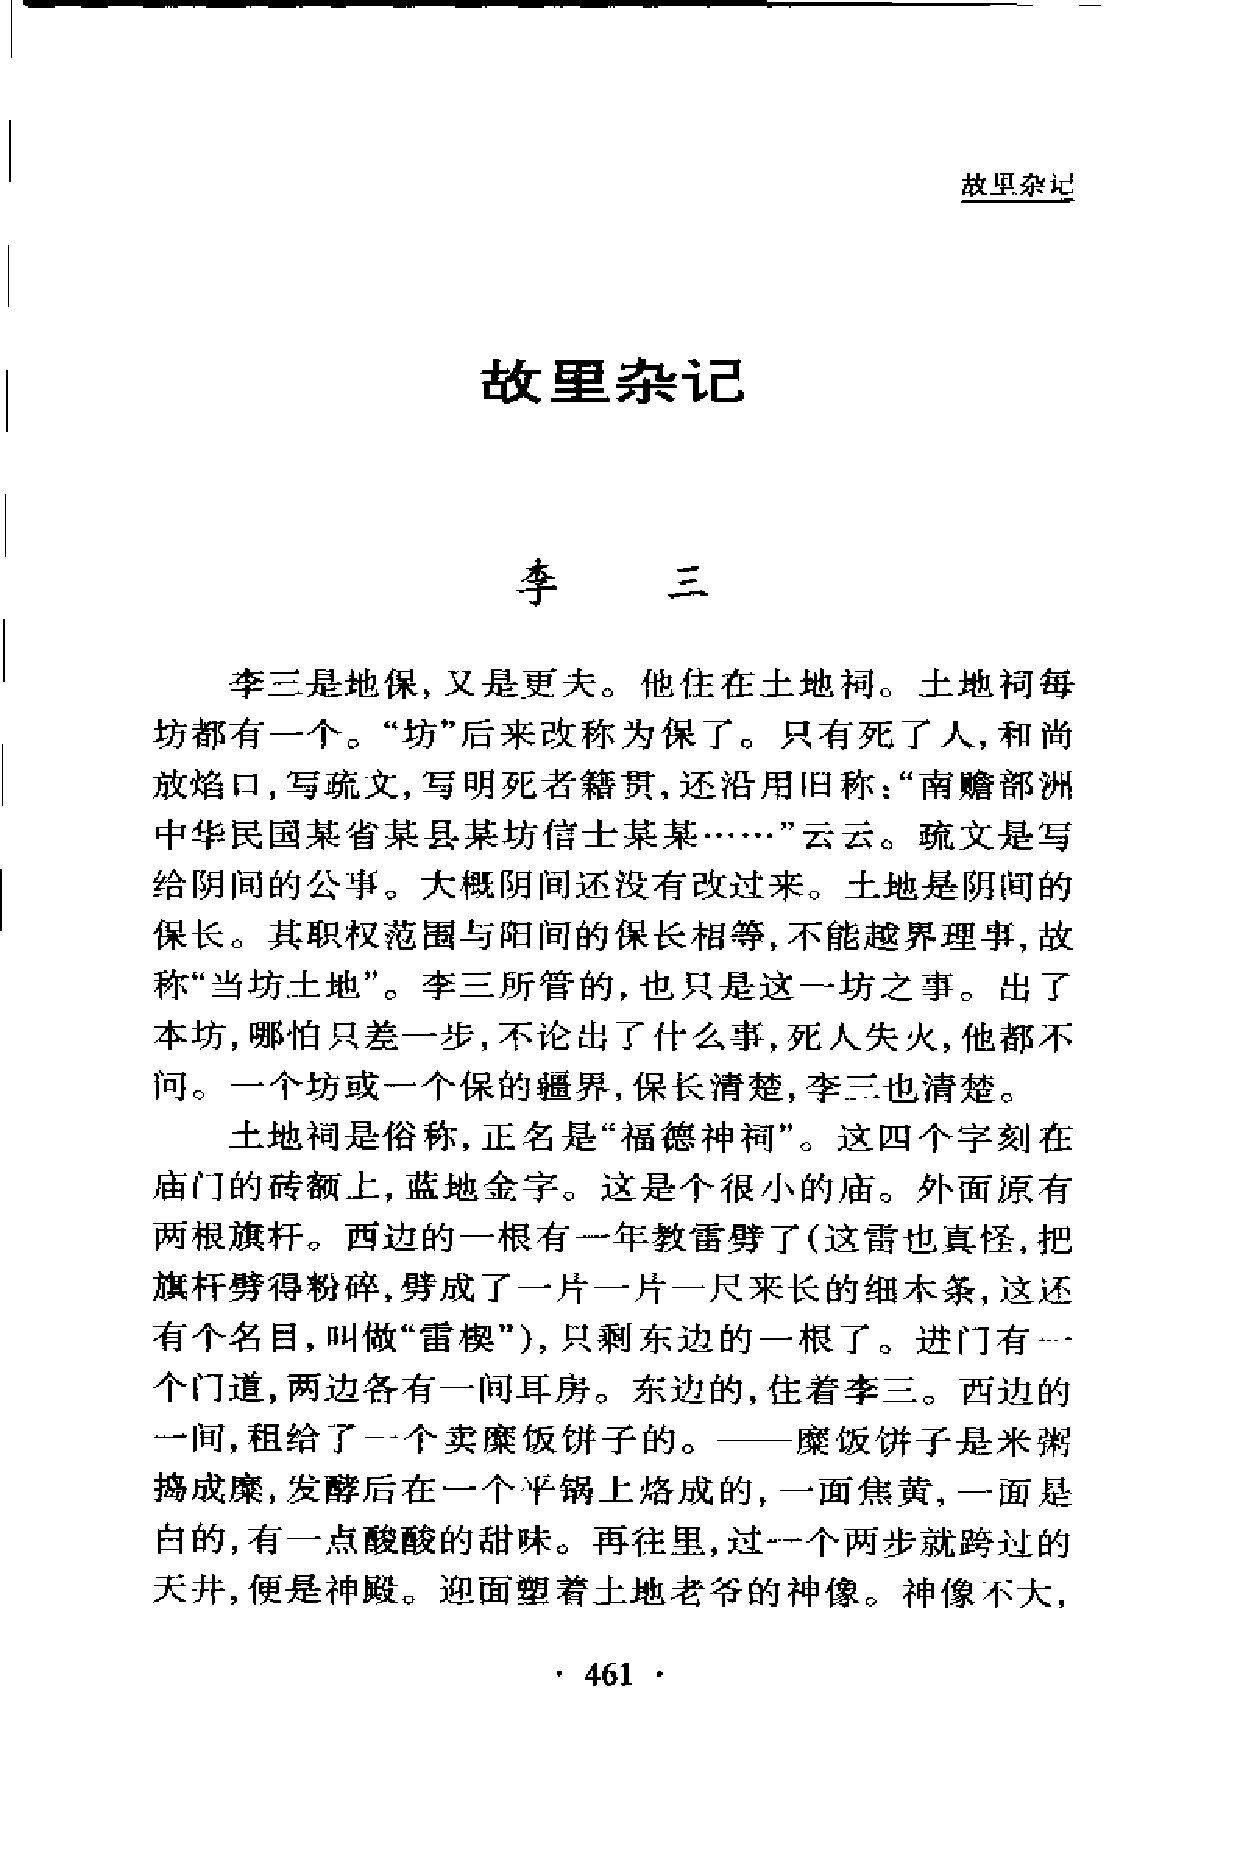 故里杂记
故里杂记
李 三
李三是地保,又是更夫。他住在土地祠。土地祠每
坊都有一个。“坊”后来改称为保了。只有死了人,和尚
放焰口,写疏文,写明死者籍贯,还沿用旧称:“南赡部洲
中华民国某省某县某坊信士某某……”云云。疏文是写
给阴间的公事。大概阴间还没有改过来。土地是阴间的
保长。其职权范围与阳间的保长相等,不能越界理事,故
称“当坊土地”。李三所管的,也只是这一坊之事。出了
本坊,哪怕只差一步,不论出了什么事,死人失火,他都不
问。一个坊或一个保的疆界,保长清楚,李三也清楚。
土地祠是俗称,正名是“福德神祠”。这四个字刻在
庙门的砖额上,蓝地金字。这是个很小的庙。外面原有
两根旗杆。西边的一根有一年教雷劈了(这雷也真怪,把
旗杆劈得粉碎,劈成了一片一片一尺来长的细木条,这还
有个名目,叫做“雷楔”),只剩东边的一根了。进门有一
个门道,两边各有一间耳房。东边的,住着李三。西边的
一间,租给了一个卖糜饭饼子的。——糜饭饼子是米粥
捣成糜,发酵后在一个平锅上烙成的,一面焦黄,一面是
白的,有一点酸酸的甜味。再往里,过一个两步就跨过的
天井,便是神殿。迎面塑着土地老爷的神像。神像不大,
· 461 ·